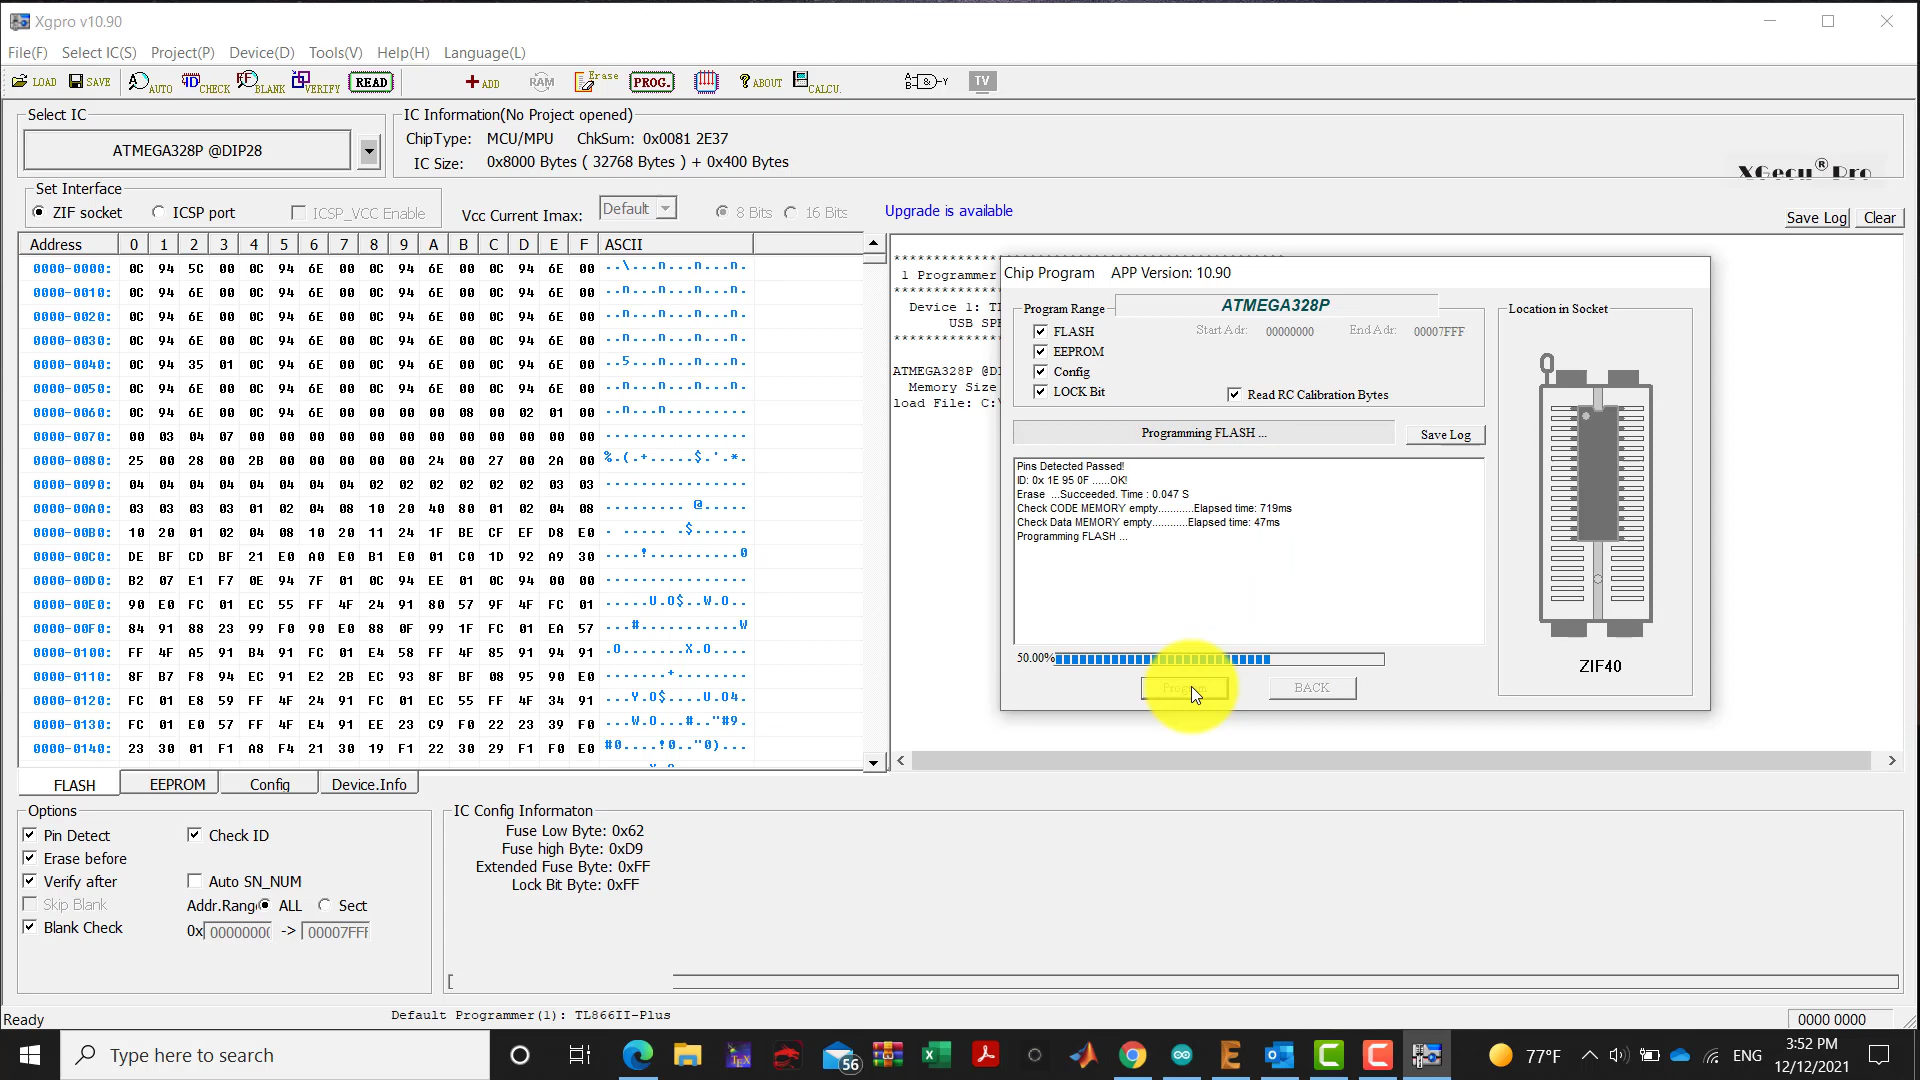 Xgpro v10.90
File(F) Select IC(S) Project(P) Device(D) Tools(V) Help(H) Language(L)
LOAD SAVE AUTO CHECK BLANK VERIFY READ ADD RAM Erase PROG. ABOUT CALCU. TV
Select IC
ATMEGA328P @DIP28
IC Information(No Project opened)
ChipType: MCU/MPU ChkSum: 0x0081 2E37
IC Size: 0x8000 Bytes ( 32768 Bytes ) + 0x400 Bytes
XGecu® Pro
Set Interface
ZIF socket ICSP port ICSP_VCC Enable Vcc Current Imax: Default 8 Bits 16 Bits
Upgrade is available
Save Log Clear
Address 0 1 2 3 4 5 6 7 8 9 A B C D E F ASCII
0000-0000: 0C 94 5C 00 0C 94 6E 00 0C 94 6E 00 0C 94 6E 00 ..\...n...n...n.
0000-0010: 0C 94 6E 00 0C 94 6E 00 0C 94 6E 00 0C 94 6E 00 ..n...n...n...n.
0000-0020: 0C 94 6E 00 0C 94 6E 00 0C 94 6E 00 0C 94 6E 00 ..n...n...n...n.
0000-0030: 0C 94 6E 00 0C 94 6E 00 0C 94 6E 00 0C 94 6E 00 ..n...n...n...n.
0000-0040: 0C 94 35 01 0C 94 6E 00 0C 94 6E 00 0C 94 6E 00 ..5...n...n...n.
0000-0050: 0C 94 6E 00 0C 94 6E 00 0C 94 6E 00 0C 94 6E 00 ..n...n...n...n.
0000-0060: 0C 94 6E 00 0C 94 6E 00 00 00 00 08 00 02 01 00 ..n...n.........
0000-0070: 00 03 04 07 00 00 00 00 00 00 00 00 00 00 00 00 ................
0000-0080: 25 00 28 00 2B 00 00 00 00 00 24 00 27 00 2A 00 %.(.+.....$.'.*.
0000-0090: 04 04 04 04 04 04 04 04 02 02 02 02 02 02 03 03 ................
0000-00A0: 03 03 03 03 01 02 04 08 10 20 40 80 01 02 04 08 ..........@.....
0000-00B0: 10 20 01 02 04 08 10 20 11 24 1F BE CF EF D8 E0 . ..... .$......
0000-00C0: DE BF CD BF 21 E0 A0 E0 B1 E0 01 C0 1D 92 A9 30 ....!..........0
0000-00D0: B2 07 E1 F7 0E 94 7F 01 0C 94 EE 01 0C 94 00 00 ................
0000-00E0: 90 E0 FC 01 EC 55 FF 4F 24 91 80 57 9F 4F FC 01 .....U.O$..W.O..
0000-00F0: 84 91 88 23 99 F0 90 E0 88 0F 99 1F FC 01 EA 57 ...#...........W
0000-0100: FF 4F A5 91 B4 91 FC 01 E4 58 FF 4F 85 91 94 91 .O.......X.O....
0000-0110: 8F B7 F8 94 EC 91 E2 2B EC 93 8F BF 08 95 90 E0 .......+........
0000-0120: FC 01 E8 59 FF 4F 24 91 FC 01 EC 55 FF 4F 34 91 ...Y.O$....U.O4.
0000-0130: FC 01 E0 57 FF 4F E4 91 EE 23 C9 F0 22 23 39 F0 ...W.O...#.."#9.
0000-0140: 23 30 01 F1 A8 F4 21 30 19 F1 22 30 29 F1 F0 E0 #0....!0.."0)...
1 Programmer
Device 1:
USB
ATMEGA328P
Memory Size
load File: C:\
Chip Program APP Version: 10.90
Program Range
ATMEGA328P
FLASH Start Adr: 00000000 End Adr: 00007FFF
EEPROM
Config
LOCK Bit Read RC Calibration Bytes
Programming FLASH ... Save Log
Pins Detected Passed!
ID: 0x 1E 95 0F ......OK!
Erase ...Succeeded. Time : 0.047 S
Check CODE MEMORY empty............Elapsed time: 719ms
Check Data MEMORY empty...........Elapsed time: 47ms
Programming FLASH ...
50.00%
Program BACK
Location in Socket
ZIF40
FLASH EEPROM Config Device.Info
Options
Pin Detect Check ID
Erase before
Verify after Auto SN_NUM
Skip Blank Addr.Rang ALL Sect
Blank Check 0x 00000000 -> 00007FFF
IC Config Informaton
Fuse Low Byte: 0x62
Fuse high Byte: 0xD9
Extended Fuse Byte: 0xFF
Lock Bit Byte: 0xFF
[
Ready Default Programmer(1): TL866II-Plus 0000 0000
Type here to search 56 77°F ENG 3:52 PM
12/12/2021